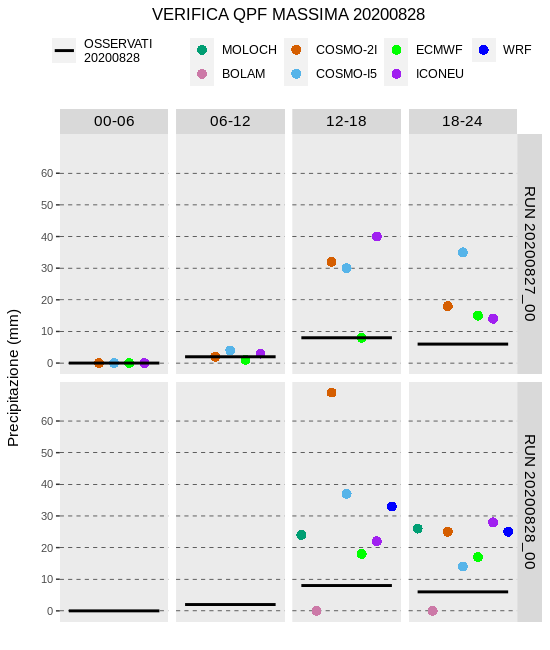 VERIFICA QPF MASSIMA 20200828
OSSERVATI
20200828
MOLOCH
COSMO-2I
ECMWF
WRF
BOLAM
COSMO-I5
ICONEU
00-06
06-12
12-18
18-24
60
50
40
30
20
10
0
RUN 20200827_00
Precipitazione (mm)
60
50
40
30
20
10
0
RUN 20200828_00